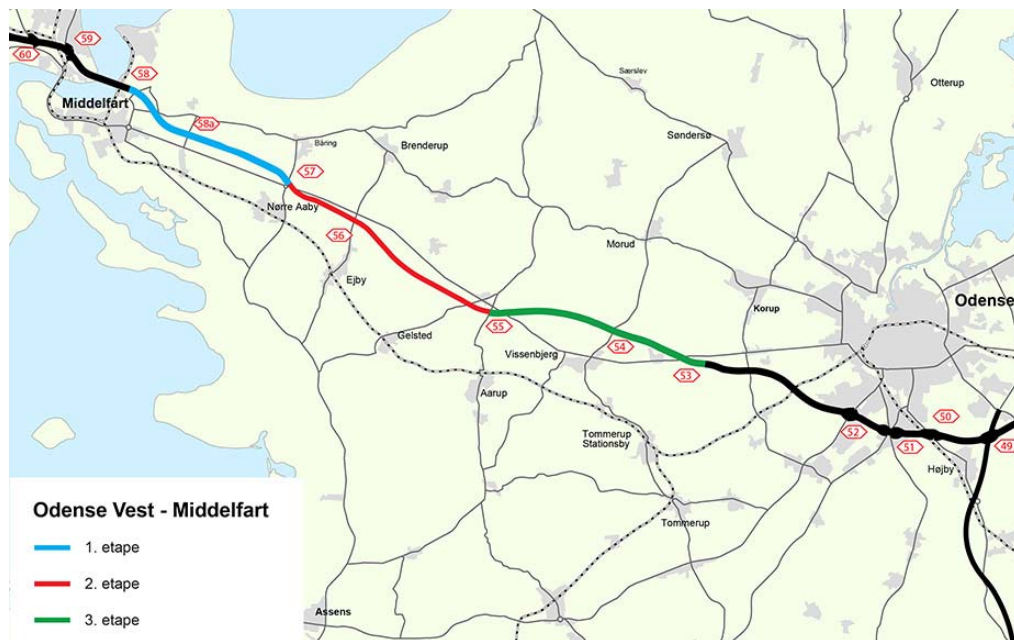 59
60
58
Middelfart
58a
Båring
Brenderup
Særslev
Otterup
Søndersø
57
Nørre Aaby
56
Ejby
Morud
Korup
Odense
55
Gelsted
Vissenbjerg
54
53
Aarup
52
51
50
49
Højby
Tommerup
Stationsby
Tommerup
Assens
Odense Vest - Middelfart
1. etape
2. etape
3. etape